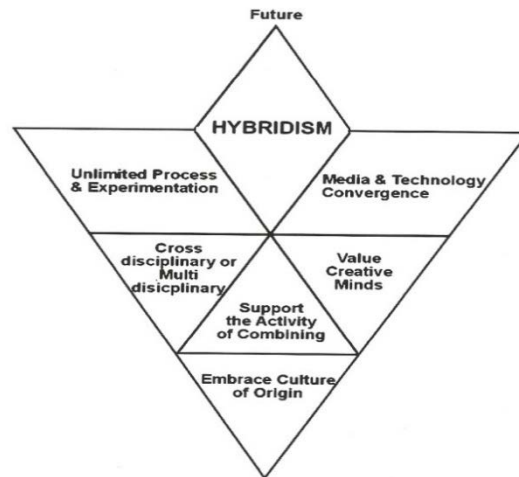 Future
HYBRIDISM
Unlimited Process
& Experimentation
Media & Technology
Convergence
Cross
disciplinary or
Multi
disicplinary
Value
Creative
Minds
Support
the Activity
of Combining
Embrace Culture
of Origin